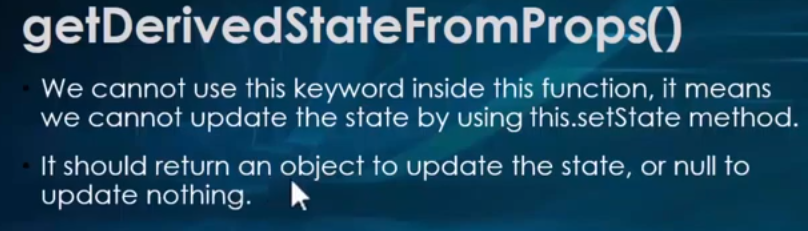 getDerivedStateFromProps()
We cannot use this keyword inside this function, it means
we cannot update the state by using this.setState method.
It should return an object to update the state, or null to
update nothing.